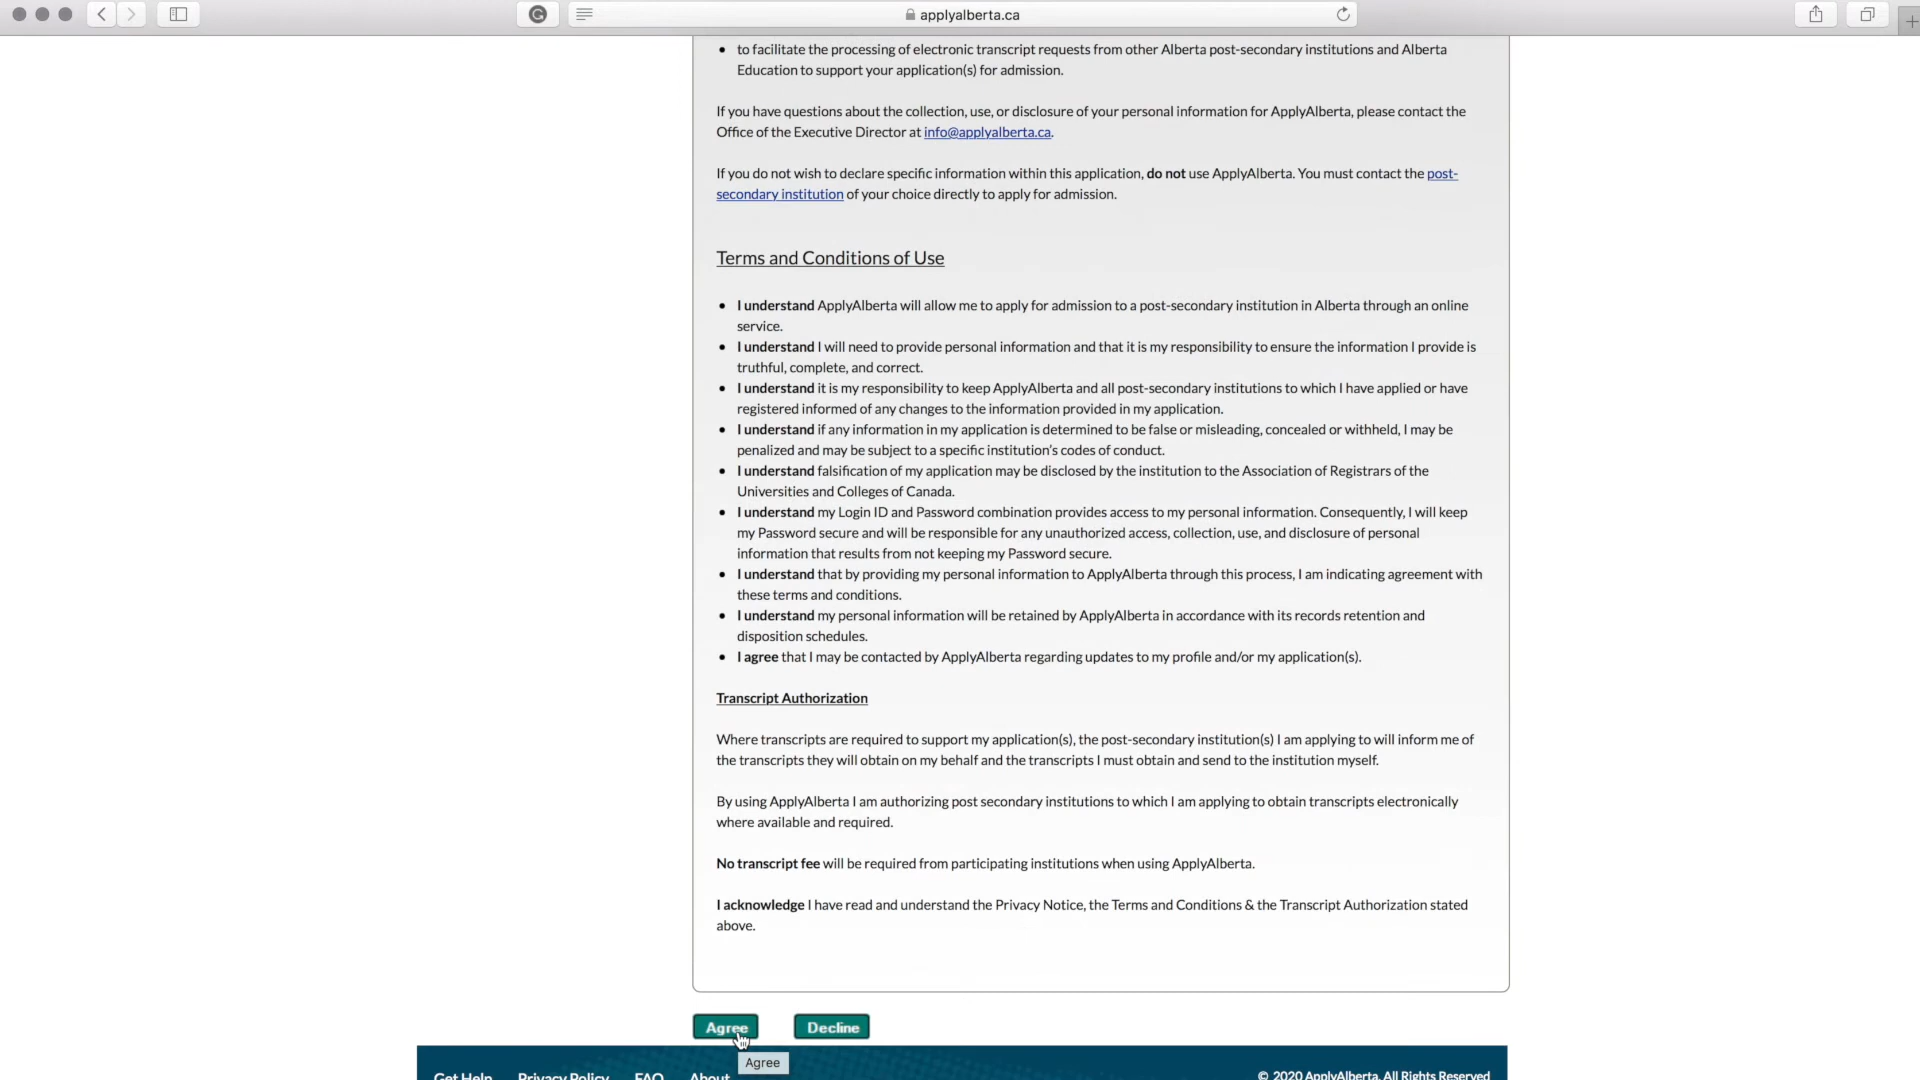 applyalberta.ca
to facilitate the processing of electronic transcript requests from other Alberta post-secondary institutions and Alberta
Education to support your application(s) for admission.
If you have questions about the collection, use, or disclosure of your personal information for ApplyAlberta, please contact the
Office of the Executive Director at info@applyalberta.ca.
If you do not wish to declare specific information within this application, do not use ApplyAlberta. You must contact the post-
secondary institution of your choice directly to apply for admission.
Terms and Conditions of Use
I understand ApplyAlberta will allow me to apply for admission to a post-secondary institution in Alberta through an online
service.
I understand I will need to provide personal information and that it is my responsibility to ensure the information I provide is
truthful, complete, and correct.
I understand it is my responsibility to keep ApplyAlberta and all post-secondary institutions to which I have applied or have
registered informed of any changes to the information provided in my application.
I understand if any information in my application is determined to be false or misleading, concealed or withheld, I may be
penalized and may be subject to a specific institution's codes of conduct.
I understand falsification of my application may be disclosed by the institution to the Association of Registrars of the
Universities and Colleges of Canada.
I understand my Login ID and Password combination provides access to my personal information. Consequently, I will keep
my Password secure and will be responsible for any unauthorized access, collection, use, and disclosure of personal
information that results from not keeping my Password secure.
I understand that by providing my personal information to ApplyAlberta through this process, I am indicating agreement with
these terms and conditions.
I understand my personal information will be retained by ApplyAlberta in accordance with its records retention and
disposition schedules.
I agree that I may be contacted by ApplyAlberta regarding updates to my profile and/or my application(s).
Transcript Authorization
Where transcripts are required to support my application(s), the post-secondary institution(s) I am applying to will inform me of
the transcripts they will obtain on my behalf and the transcripts I must obtain and send to the institution myself.
By using ApplyAlberta I am authorizing post secondary institutions to which I am applying to obtain transcripts electronically
where available and required.
No transcript fee will be required from participating institutions when using ApplyAlberta.
I acknowledge I have read and understand the Privacy Notice, the Terms and Conditions & the Transcript Authorization stated
above.
Agree Decline
Agree
Get Help Privacy Policy FAQ About © 2020 ApplyAlberta. All Rights Reserved